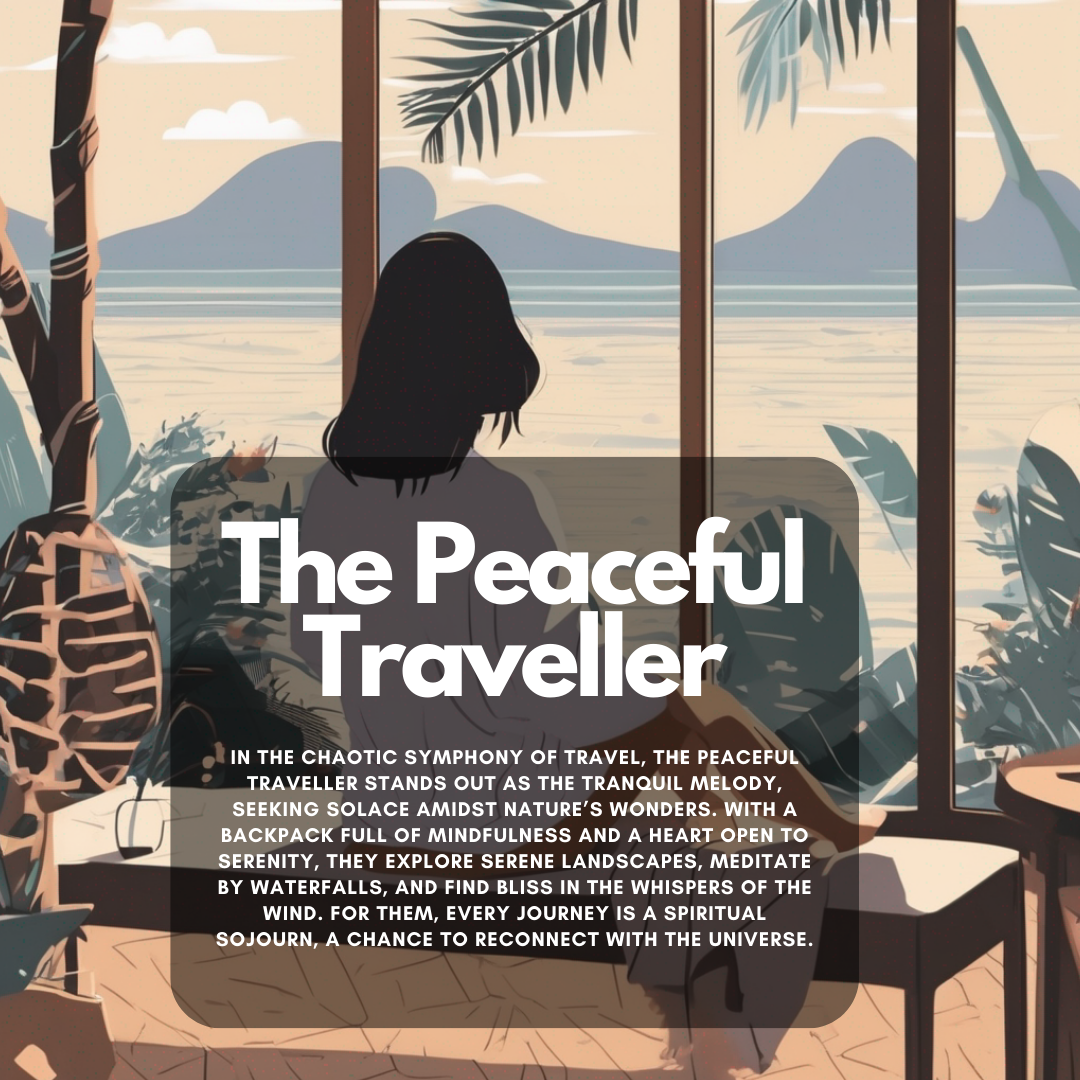 The Peaceful
Traveller
IN THE CHAOTIC SYMPHONY OF TRAVEL, THE PEACEFUL
TRAVELLER STANDS OUT AS THE TRANQUIL MELODY,
SEEKING SOLACE AMIDST NATURE’S WONDERS. WITH A
BACKPACK FULL OF MINDFULNESS AND A HEART OPEN TO
SERENITY, THEY EXPLORE SERENE LANDSCAPES, MEDITATE
BY WATERFALLS, AND FIND BLISS IN THE WHISPERS OF THE
WIND. FOR THEM, EVERY JOURNEY IS A SPIRITUAL
SOJOURN, A CHANCE TO RECONNECT WITH THE UNIVERSE.